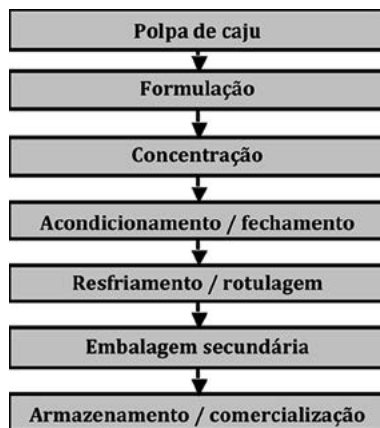 Polpa de caju
Formulação
Concentração
Acondicionamento / fechamento
Resfriamento / rotulagem
Embalagem secundária
Armazenamento / comercialização